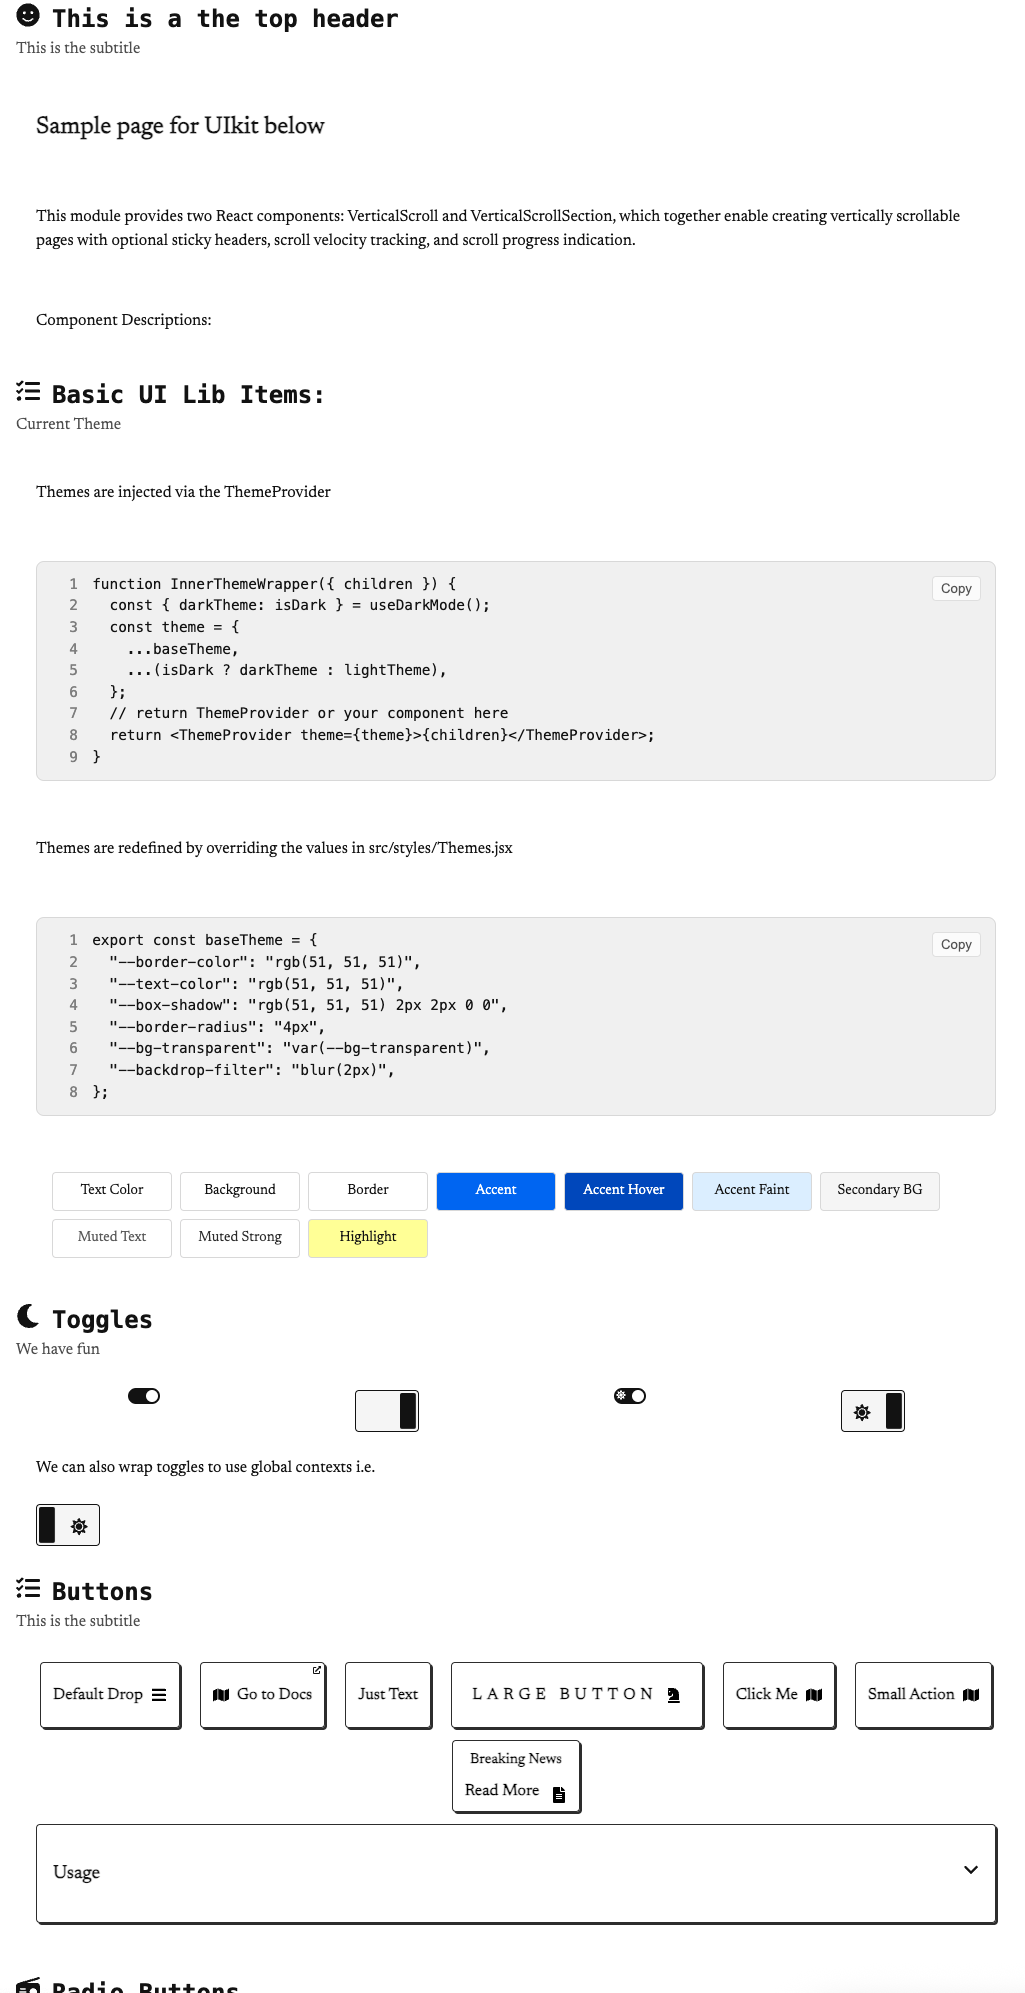 This is a the top header
This is the subtitle
Sample page for UIkit below
This module provides two React components: VerticalScroll and VerticalScrollSection, which together enable creating vertically scrollable
pages with optional sticky headers, scroll velocity tracking, and scroll progress indication.
Component Descriptions:
Basic UI Lib Items:
Current Theme
Themes are injected via the ThemeProvider
Copy
1 function InnerThemeWrapper({ children }) {
2   const { darkTheme: isDark } = useDarkMode();
3   const theme = {
4     ...baseTheme,
5     ...(isDark ? darkTheme : lightTheme),
6   };
7   // return ThemeProvider or your component here
8   return <ThemeProvider theme={theme}>{children}</ThemeProvider>;
9 }
Themes are redefined by overriding the values in src/styles/Themes.jsx
Copy
1 export const baseTheme = {
2   "--border-color": "rgb(51, 51, 51)",
3   "--text-color": "rgb(51, 51, 51)",
4   "--box-shadow": "rgb(51, 51, 51) 2px 2px 0 0",
5   "--border-radius": "4px",
6   "--bg-transparent": "var(--bg-transparent)",
7   "--backdrop-filter": "blur(2px)",
8 };
Text Color Background Border Accent Accent Hover Accent Faint Secondary BG
Muted Text Muted Strong Highlight
Toggles
We have fun
We can also wrap toggles to use global contexts i.e.
Buttons
This is the subtitle
Default Drop Go to Docs Just Text LARGE BUTTON Click Me Small Action
Breaking News
Read More
Usage
Radio Buttons